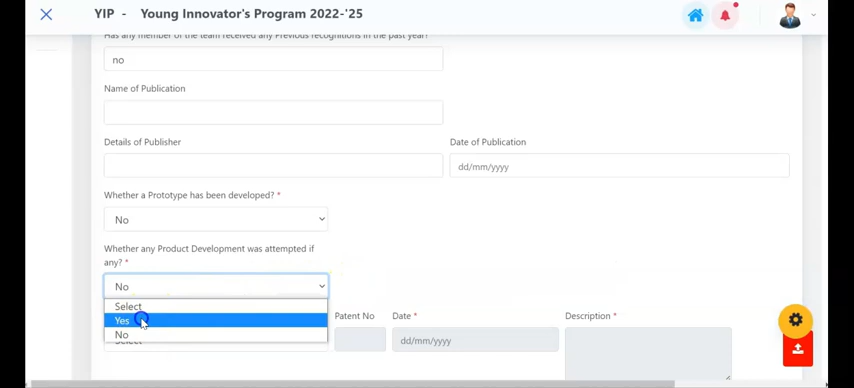 YIP - Young Innovator's Program 2022-'25
Has any member of the team received any Previous recognitions in the past year?
no
Name of Publication
Details of Publisher
Date of Publication
dd/mm/yyyy
Whether a Prototype has been developed? *
No
Whether any Product Development was attempted if
any? *
No
Select
Yes
No
Select
Patent No
Date *
Description *
dd/mm/yyyy